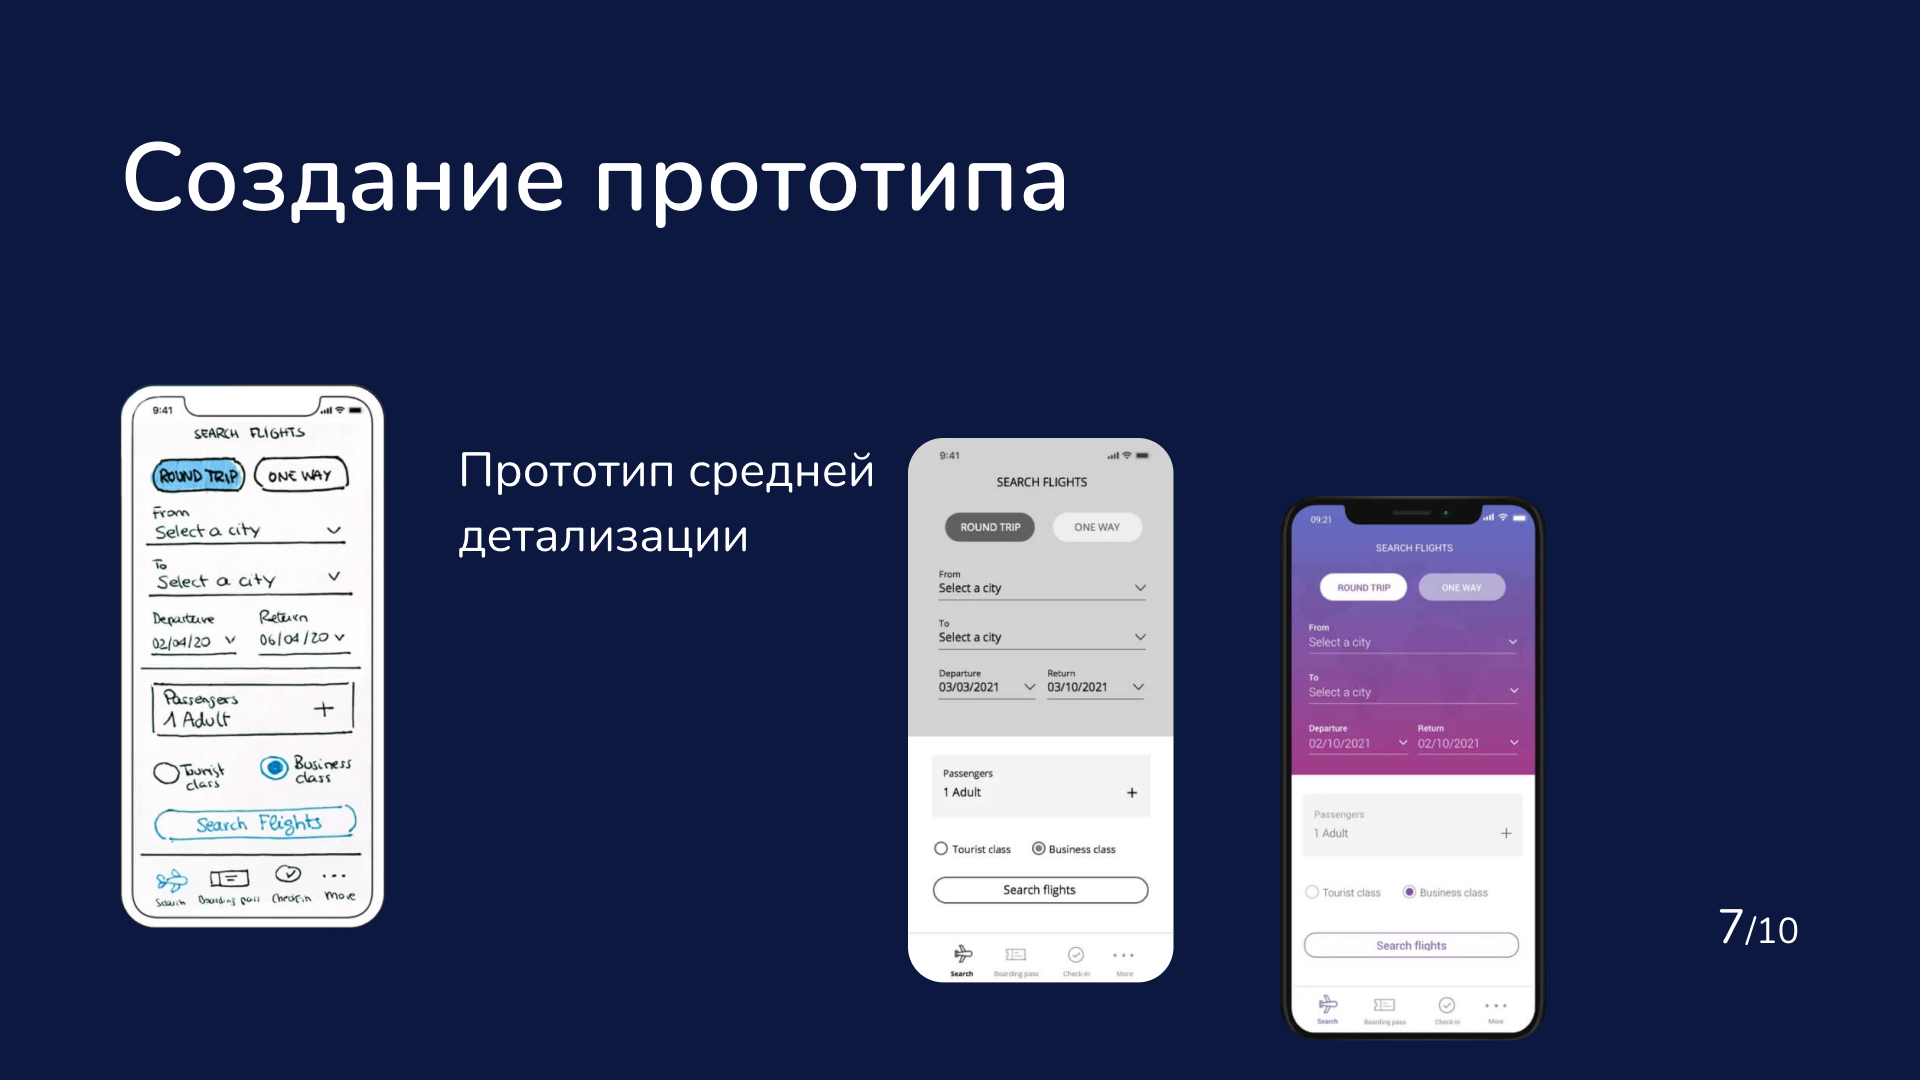 Создание прототипа
9:41
SEARCH FLIGHTS
ROUND TRIP ONE WAY
From
Select a city
To
Select a city
Departure Return
02/04/20 06/04/20
Passengers
1 Adult
+
Tourist class
Business class
Search Flights
Search Boarding pass Check-in More
Прототип средней
детализации
9:41
SEARCH FLIGHTS
ROUND TRIP ONE WAY
From
Select a city
To
Select a city
Departure Return
03/03/2021 03/10/2021
Passengers
1 Adult +
Tourist class Business class
Search flights
Search Boarding pass Check-in More
09:21
SEARCH FLIGHTS
ROUND TRIP ONE WAY
From
Select a city
To
Select a city
Departure Return
02/10/2021 02/10/2021
Passengers
1 Adult +
Tourist class Business class
Search flights
Search Boarding pass Check-in More
7/10